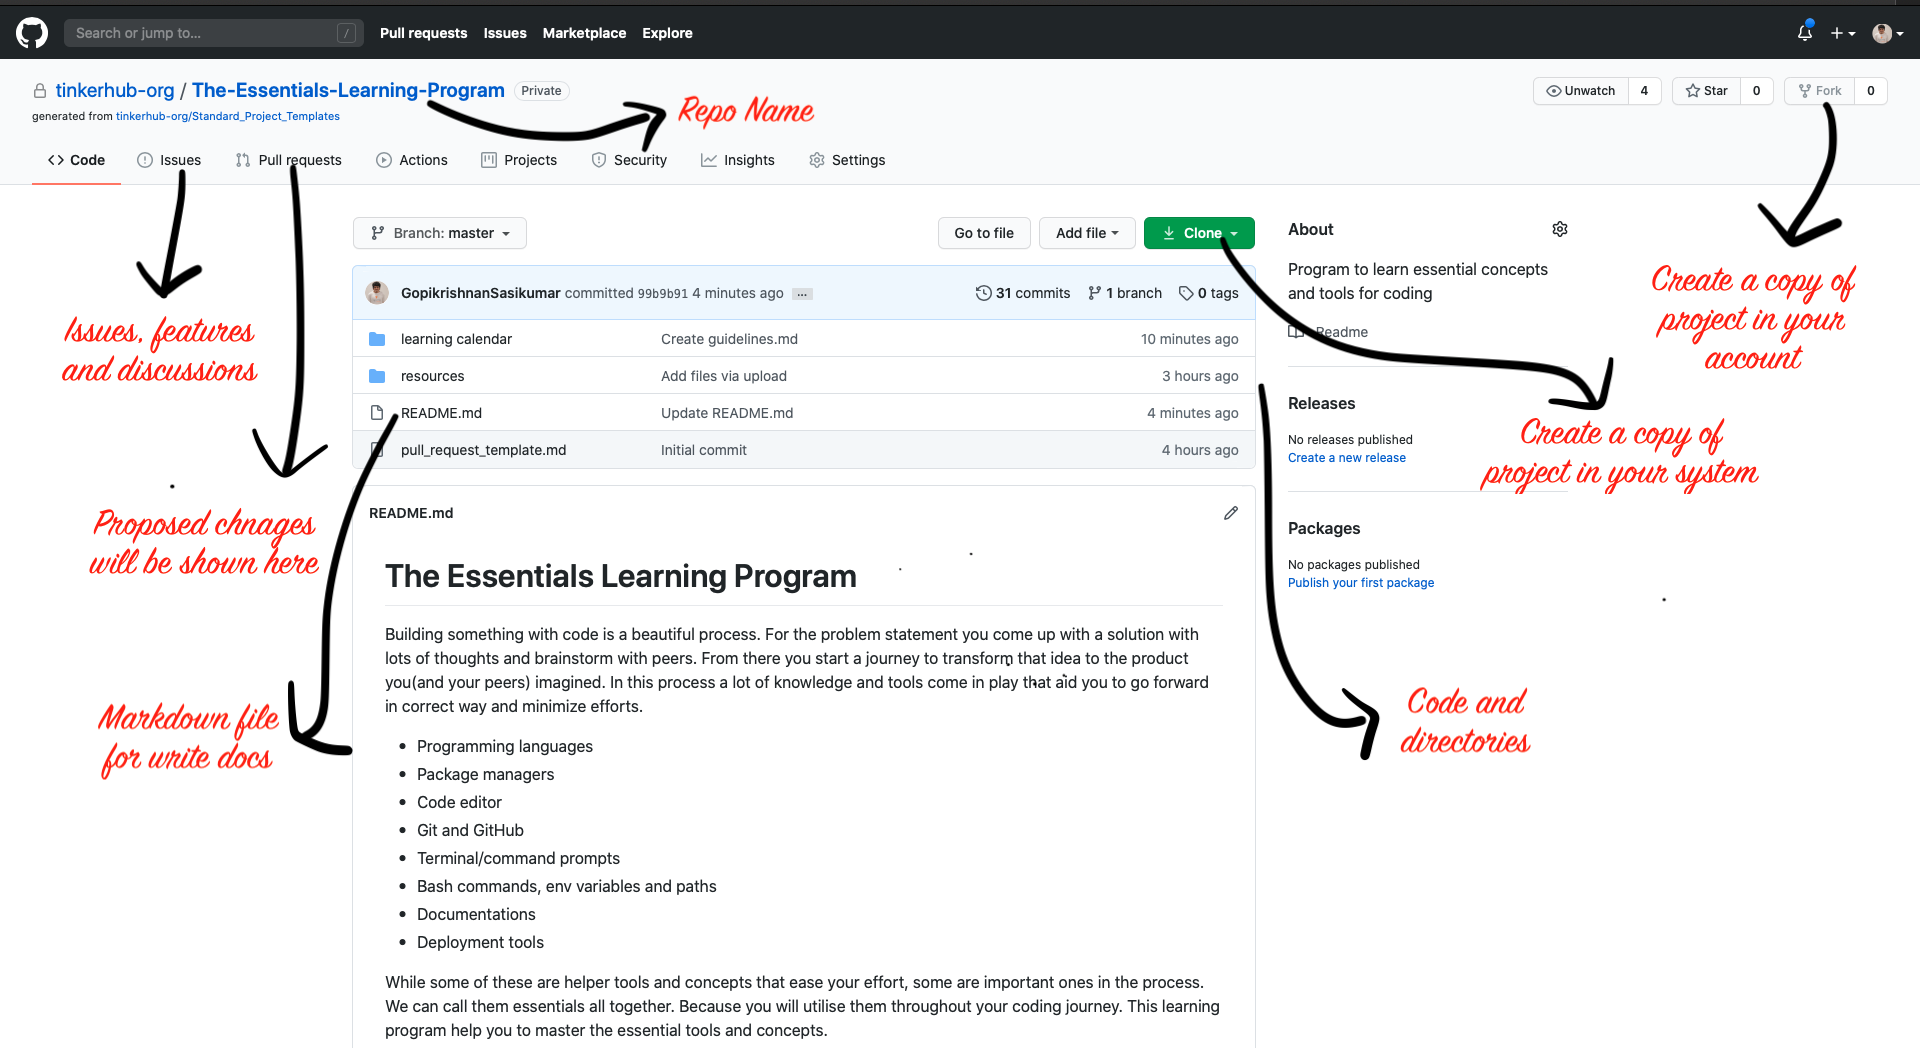 Search or jump to... /
Pull requests Issues Marketplace Explore
tinkerhub-org / The-Essentials-Learning-Program Private
Unwatch 4 Star 0 Fork 0
generated from tinkerhub-org/Standard_Project_Templates
Repo Name
Code Issues Pull requests Actions Projects Security Insights Settings
Branch: master Go to file Add file Clone
GopikrishnanSasikumar committed 99b9b91 4 minutes ago ... 31 commits 1 branch 0 tags
learning calendar Create guidelines.md 10 minutes ago
resources Add files via upload 3 hours ago
README.md Update README.md 4 minutes ago
pull_request_template.md Initial commit 4 hours ago
About
Program to learn essential concepts
and tools for coding
Readme
Releases
No releases published
Create a new release
Packages
No packages published
Publish your first package
Create a copy of
project in your
account
Create a copy of
project in your system
Issues, features
and discussions
Proposed chnages
will be shown here
Markdown file
for write docs
Code and
directories
README.md
The Essentials Learning Program
Building something with code is a beautiful process. For the problem statement you come up with a solution with
lots of thoughts and brainstorm with peers. From there you start a journey to transform that idea to the product
you(and your peers) imagined. In this process a lot of knowledge and tools come in play that aid you to go forward
in correct way and minimize efforts.
Programming languages
Package managers
Code editor
Git and GitHub
Terminal/command prompts
Bash commands, env variables and paths
Documentations
Deployment tools
While some of these are helper tools and concepts that ease your effort, some are important ones in the process.
We can call them essentials all together. Because you will utilise them throughout your coding journey. This learning
program help you to master the essential tools and concepts.